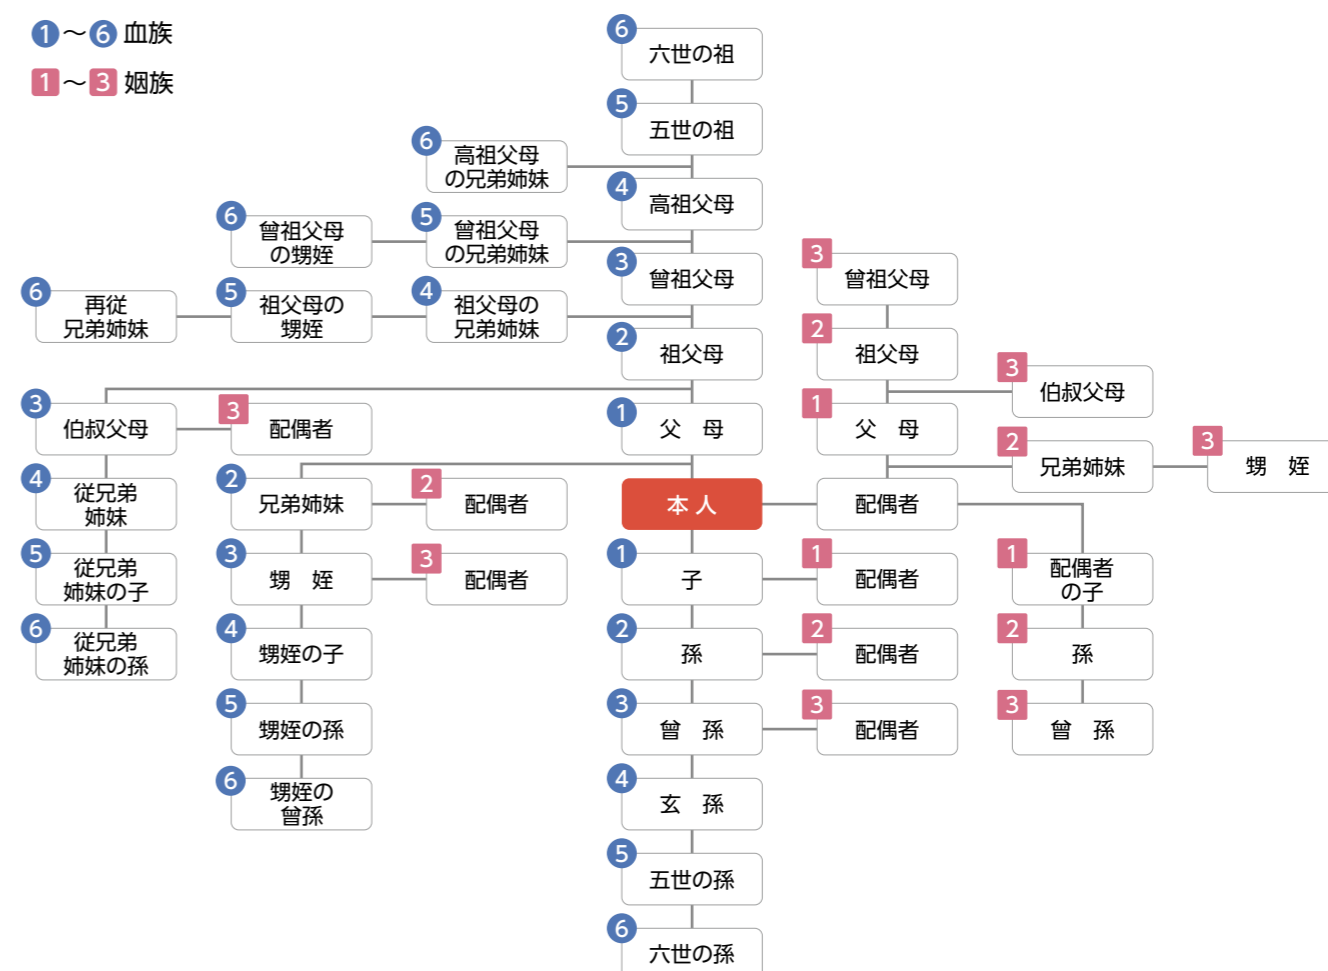 1～6 血族
1～3 姻族
6
六世の祖
5
五世の祖
6
高祖父母
の兄弟姉妹
4
高祖父母
6
曾祖父母
の甥姪
5
曾祖父母
の兄弟姉妹
3
曾祖父母
3
曾祖父母
6
再従
兄弟姉妹
5
祖父母の
甥姪
4
祖父母の
兄弟姉妹
2
祖父母
2
祖父母
3
伯叔父母
3
伯叔父母
3
配偶者
1
父　母
1
父　母
2
兄弟姉妹
3
甥　姪
4
従兄弟
姉妹
2
兄弟姉妹
2
配偶者
本人
配偶者
5
従兄弟
姉妹の子
3
甥　姪
3
配偶者
1
子
1
配偶者
1
配偶者
の子
6
従兄弟
姉妹の孫
4
甥姪の子
2
孫
2
配偶者
2
孫
5
甥姪の孫
3
曾　孫
3
配偶者
3
曾　孫
6
甥姪の
曾孫
4
玄　孫
5
五世の孫
6
六世の孫